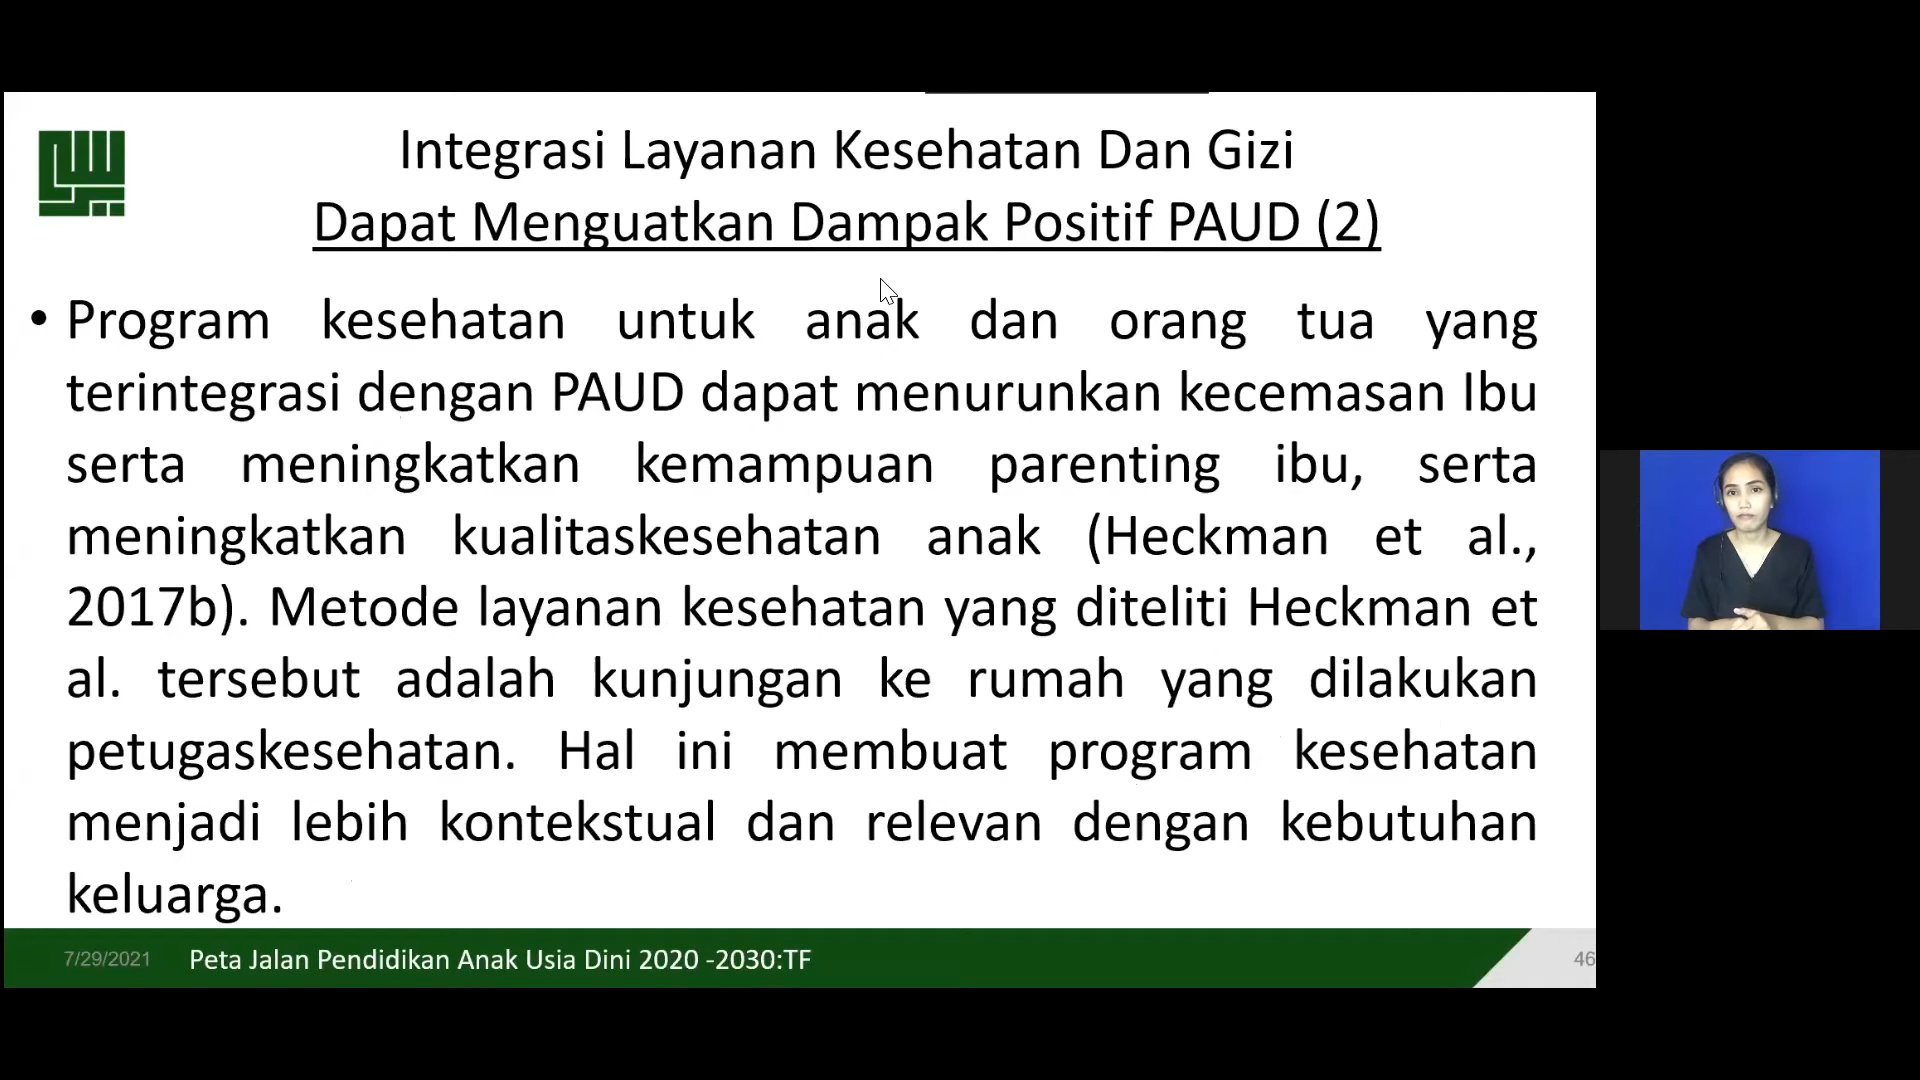 Integrasi Layanan Kesehatan Dan Gizi
Dapat Menguatkan Dampak Positif PAUD (2)
• Program kesehatan untuk anak dan orang tua yang
terintegrasi dengan PAUD dapat menurunkan kecemasan Ibu
serta meningkatkan kemampuan parenting ibu, serta
meningkatkan kualitaskesehatan anak (Heckman et al.,
2017b). Metode layanan kesehatan yang diteliti Heckman et
al. tersebut adalah kunjungan ke rumah yang dilakukan
petugaskesehatan. Hal ini membuat program kesehatan
menjadi lebih kontekstual dan relevan dengan kebutuhan
keluarga.
7/29/2021 Peta Jalan Pendidikan Anak Usia Dini 2020 -2030:TF 46